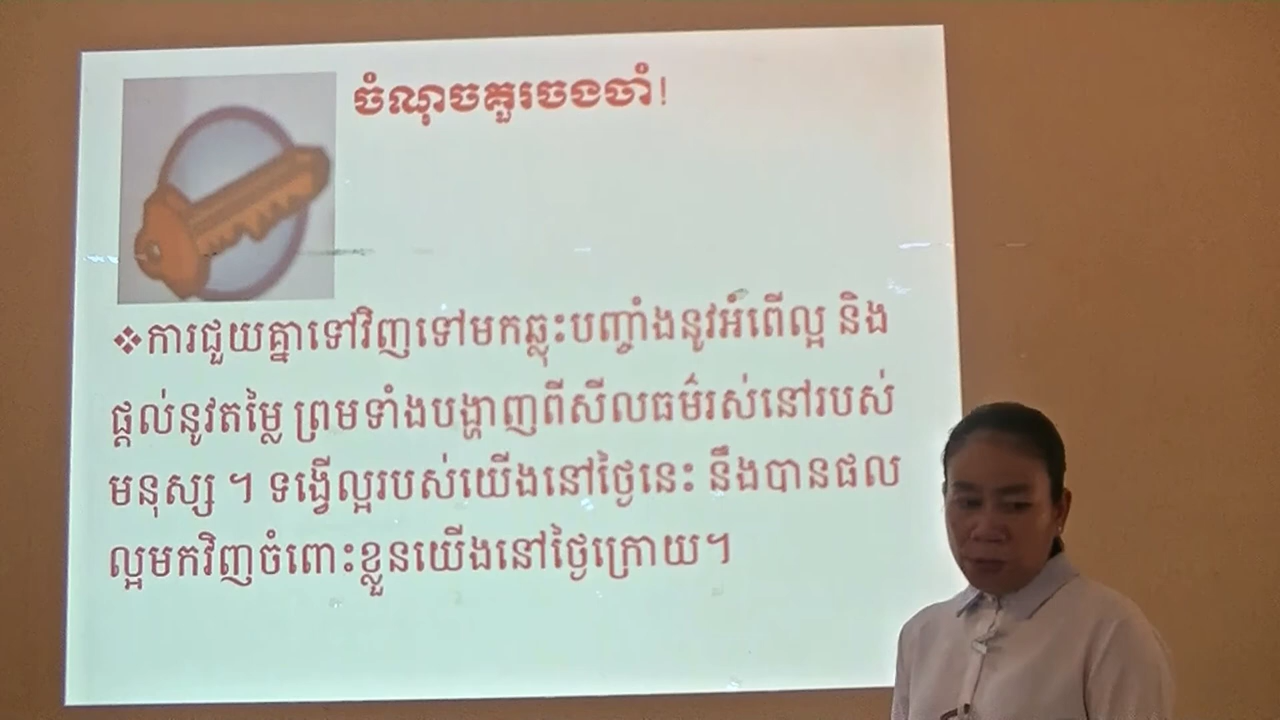 ចំណុចគួរចងចាំ!
❖ការជួយគ្នាទៅវិញទៅមកឆ្លុះបញ្ចាំងនូវអំពើល្អ និង
ផ្តល់នូវតម្លៃ ព្រមទាំងបង្ហាញពីសីលធម៌រស់នៅរបស់
មនុស្ស ។ ទង្វើល្អរបស់យើងនៅថ្ងៃនេះ នឹងបានផល
ល្អមកវិញចំពោះខ្លួនយើងនៅថ្ងៃក្រោយ។